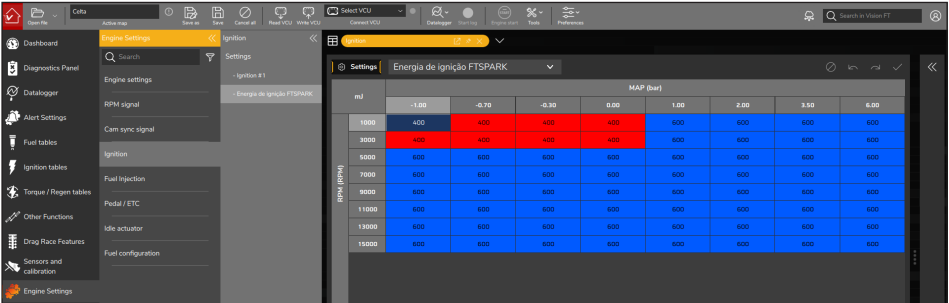 Open file
Celta
Active map
Save as
Save
Cancel all
Read VCU
Write VCU
Select VCU
Connect VCU
Datalogger
Start log
Engine start
Tools
Preferences
Search in Vision FT
Dashboard
Diagnostics Panel
Datalogger
Alert Settings
Fuel tables
Ignition tables
Torque / Regen tables
Other Functions
Drag Race Features
Sensors and
calibration
Engine Settings
Engine Settings
Search
Engine settings
RPM signal
Cam sync signal
Ignition
Fuel Injection
Pedal / ETC
Idle actuator
Fuel configuration
Ignition
Settings
- Ignition #1
- Energia de ignição FTSPARK
Ignition
Settings
Energia de ignição FTSPARK
mJ
MAP (bar)
-1.00 -0.70 -0.30 0.00 1.00 2.00 3.50 6.00
RPM (RPM)
1000 400 400 400 400 600 600 600 600
3000 400 400 400 400 600 600 600 600
5000 600 600 600 600 600 600 600 600
7000 600 600 600 600 600 600 600 600
9000 600 600 600 600 600 600 600 600
11000 600 600 600 600 600 600 600 600
13000 600 600 600 600 600 600 600 600
15000 600 600 600 600 600 600 600 600